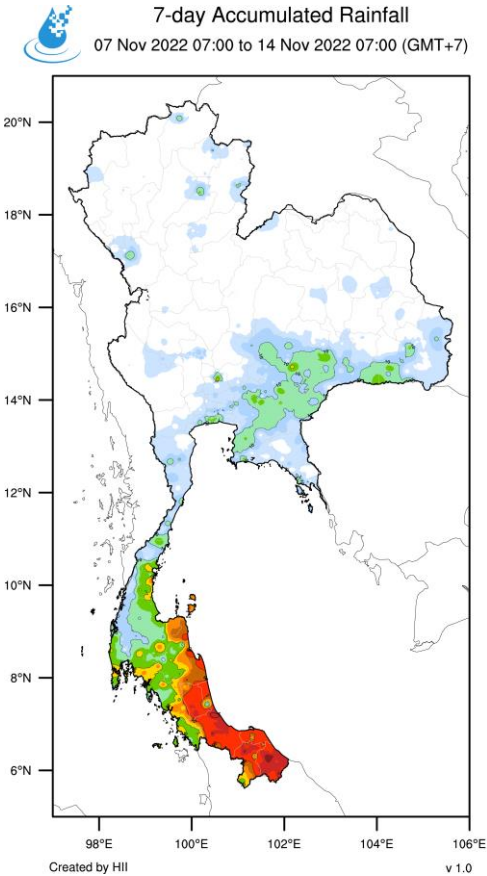 7-day Accumulated Rainfall
07 Nov 2022 07:00 to 14 Nov 2022 07:00 (GMT+7)
20°N
18°N
16°N
14°N
12°N
10°N
8°N
6°N
98°E 100°E 102°E 104°E 106°E
Created by HII v 1.0